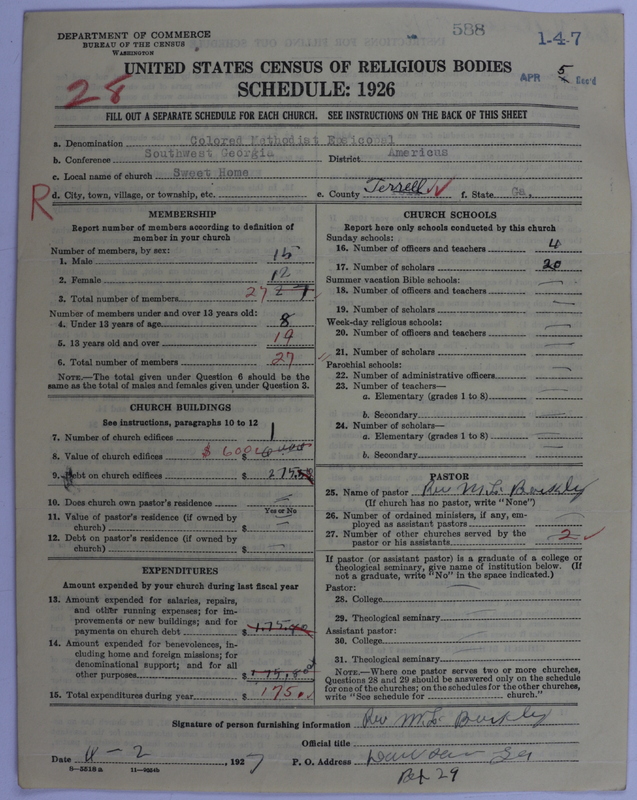 588
DEPARTMENT OF COMMERCE
BUREAU OF THE CENSUS
WASHINGTON
1-4-7
UNITED STATES CENSUS OF RELIGIOUS BODIES
APR 5 Rec'd
28
SCHEDULE: 1926
FILL OUT A SEPARATE SCHEDULE FOR EACH CHURCH. SEE INSTRUCTIONS ON THE BACK OF THIS SHEET
a. Denomination Colored Methodist Episcopal
b. Conference Southwest Georgia District Americus
c. Local name of church Sweet Home
R d. City, town, village, or township, etc. e. County Terrell f. State Ga.
MEMBERSHIP
Report number of members according to definition of
member in your church
Number of members, by sex:
1. Male 15
2. Female 12
3. Total number of members 27 27
Number of members under and over 13 years old:
4. Under 13 years of age 8
5. 13 years old and over 19
6. Total number of members 27
NOTE.—The total given under Question 6 should be the
same as the total of males and females given under Question 3.
CHURCH BUILDINGS
See instructions, paragraphs 10 to 12
7. Number of church edifices 1
8. Value of church edifices $ 600 $
9. Debt on church edifices $
10. Does church own pastor's residence
Yes or No
11. Value of pastor's residence (if owned by
church) $
12. Debt on pastor's residence (if owned by
church) $
EXPENDITURES
Amount expended by your church during last fiscal year
13. Amount expended for salaries, repairs,
and other running expenses; for im-
provements or new buildings; and for
payments on church debt $ 175.00
14. Amount expended for benevolences, in-
cluding home and foreign missions; for
denominational support; and for all
other purposes $
15. Total expenditures during year $ 175.
CHURCH SCHOOLS
Report here only schools conducted by this church
Sunday schools:
16. Number of officers and teachers 4
17. Number of scholars 20
Summer vacation Bible schools:
18. Number of officers and teachers
19. Number of scholars
Week-day religious schools:
20. Number of officers and teachers
21. Number of scholars
Parochial schools:
22. Number of administrative officers
23. Number of teachers—
a. Elementary (grades 1 to 8)
b. Secondary
24. Number of scholars—
a. Elementary (grades 1 to 8)
b. Secondary
PASTOR
25. Name of pastor Rev M. L.
(If church has no pastor, write "None")
26. Number of ordained ministers, if any, em-
ployed as assistant pastors
27. Number of other churches served by the
pastor or his assistants 2
If pastor (or assistant pastor) is a graduate of a college or
theological seminary, give name of institution below. (If
not a graduate, write "No" in the space indicated.)
Pastor:
28. College
29. Theological seminary
Assistant pastor:
30. College
31. Theological seminary
NOTE.—Where one pastor serves two or more churches,
Questions 28 and 29 should be answered only on the schedule
for one of the churches; on the schedules for the other churches,
write "See schedule for church."
Signature of person furnishing information Rev M. L.
Official title
Date 4-2, 1927 P. O. Address Dawson Ga
8-5518 a 11-9024b
Box 29